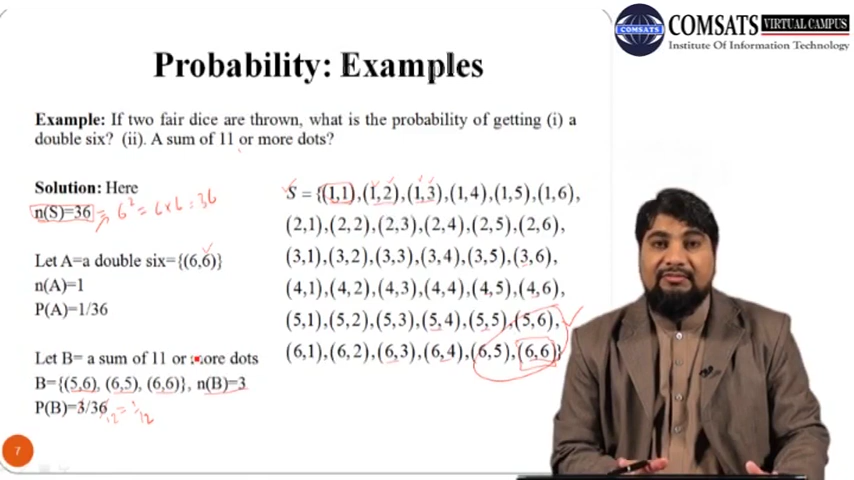 COMSATS VIRTUAL CAMPUS
COMSATS
Institute Of Information Technology
Probability: Examples
Example: If two fair dice are thrown, what is the probability of getting (i) a
double six? (ii). A sum of 11 or more dots?
Solution: Here
n(S)=36 = 6² = 6 x 6 = 36
Let A=a double six={(6,6)}
n(A)=1
P(A)=1/36
Let B= a sum of 11 or more dots
B={(5,6), (6,5), (6,6)}, n(B)=3
P(B)=3/36
12 = 1/12
S = {(1,1),(1,2),(1,3),(1,4),(1,5),(1,6),
(2,1),(2,2),(2,3),(2,4),(2,5),(2,6),
(3,1),(3,2),(3,3),(3,4),(3,5),(3,6),
(4,1),(4,2),(4,3),(4,4),(4,5),(4,6),
(5,1),(5,2),(5,3),(5,4),(5,5),(5,6),
(6,1),(6,2),(6,3),(6,4),(6,5),(6,6)}
7